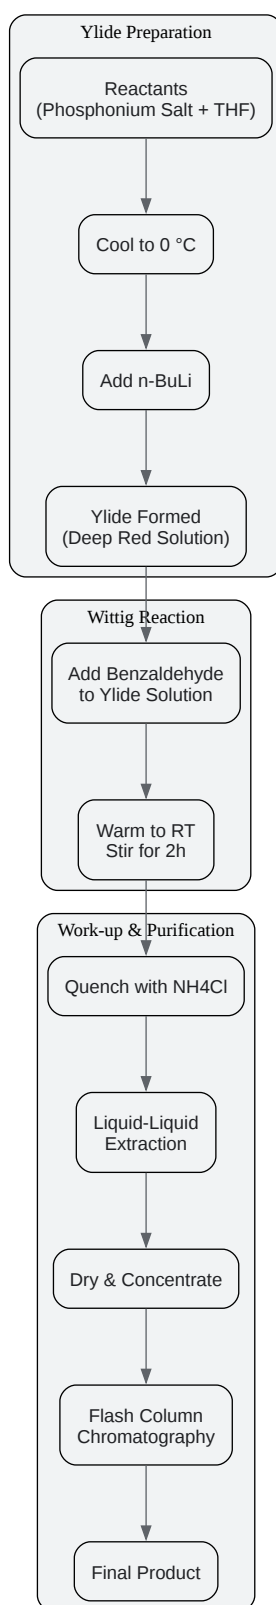 Ylide Preparation
Reactants
(Phosphonium Salt + THF)
Cool to 0 °C
Add n-BuLi
Ylide Formed
(Deep Red Solution)
Wittig Reaction
Add Benzaldehyde
to Ylide Solution
Warm to RT
Stir for 2h
Work-up & Purification
Quench with NH4Cl
Liquid-Liquid
Extraction
Dry & Concentrate
Flash Column
Chromatography
Final Product